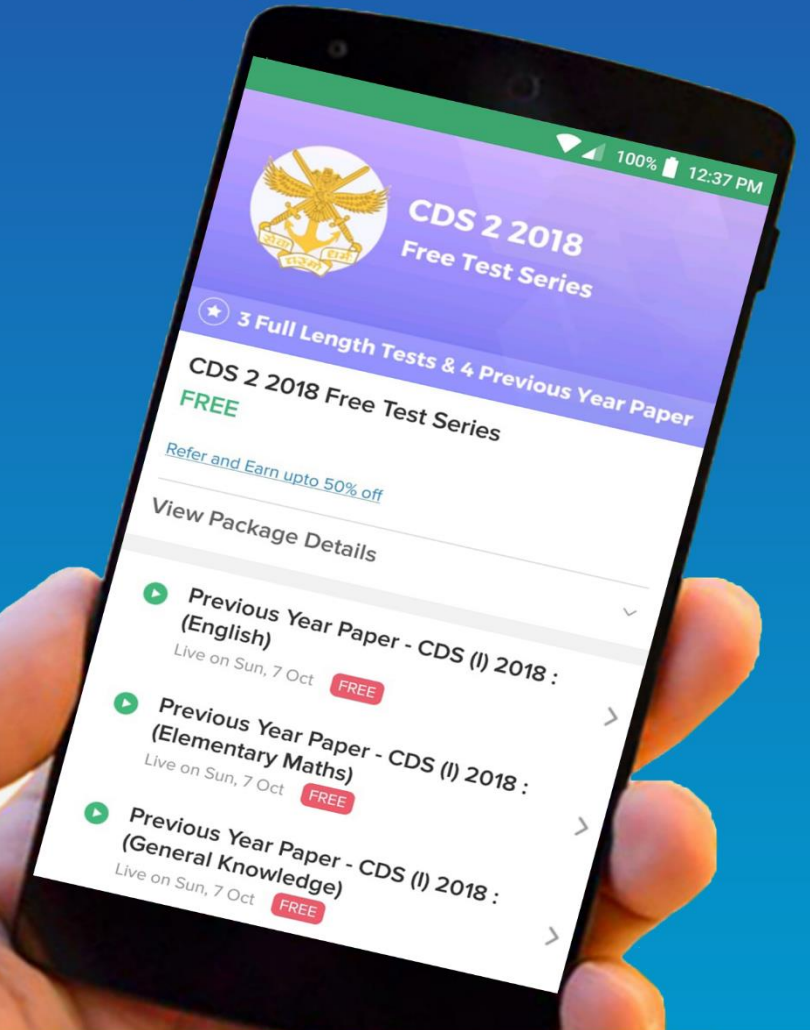 100% 12:37 PM
सेवा परमो धर्मः
CDS 2 2018
Free Test Series
3 Full Length Tests & 4 Previous Year Paper
CDS 2 2018 Free Test Series
FREE
Refer and Earn upto 50% off
View Package Details
Previous Year Paper - CDS (I) 2018 :
(English)
Live on Sun, 7 Oct FREE
Previous Year Paper - CDS (I) 2018 :
(Elementary Maths)
Live on Sun, 7 Oct FREE
Previous Year Paper - CDS (I) 2018 :
(General Knowledge)
Live on Sun, 7 Oct FREE